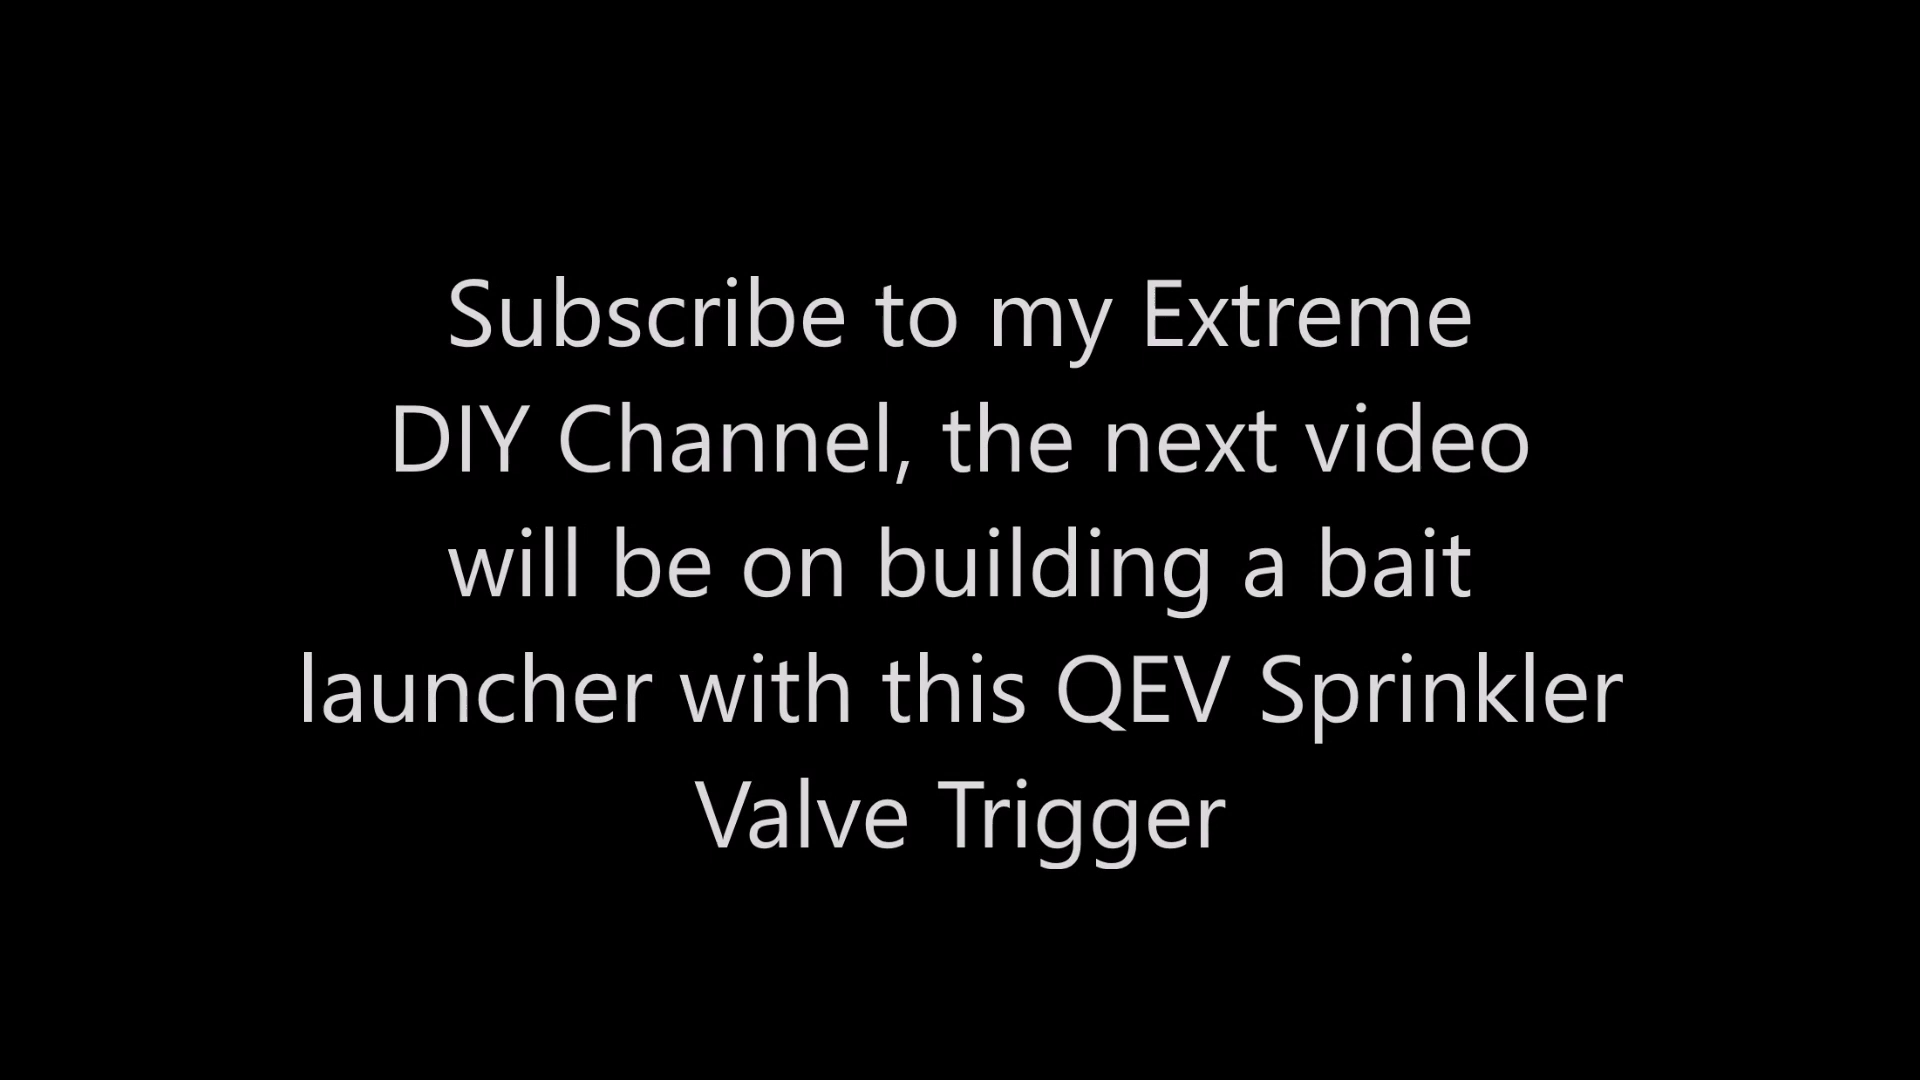 Subscribe to my Extreme
DIY Channel, the next video
will be on building a bait
launcher with this QEV Sprinkler
Valve Trigger